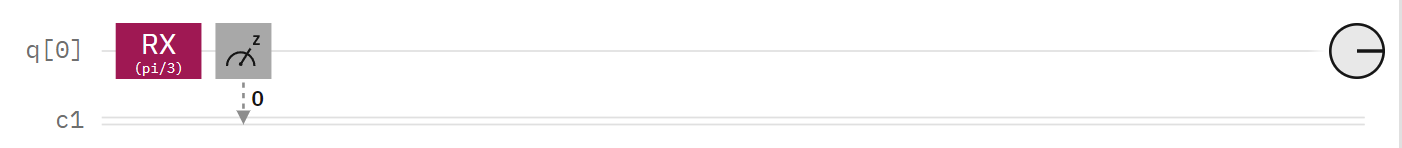 q[0] RX z
(pi/3)
0
c1